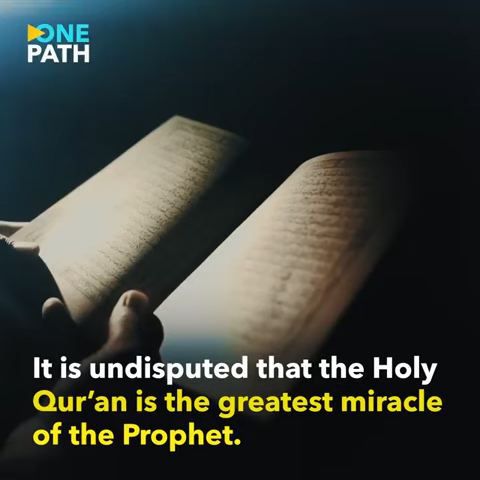 ONE
PATH
It is undisputed that the Holy
Qur’an is the greatest miracle
of the Prophet.